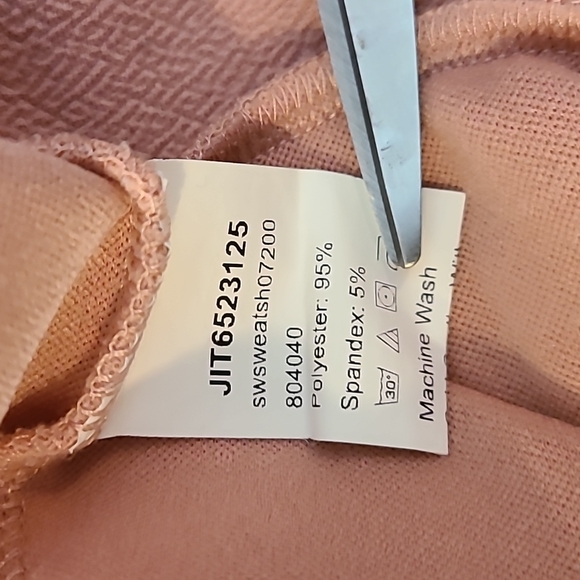 JIT6523125
swsweatsh07200
804040
Polyester: 95%
Spandex: 5%
30°
Machine Wash